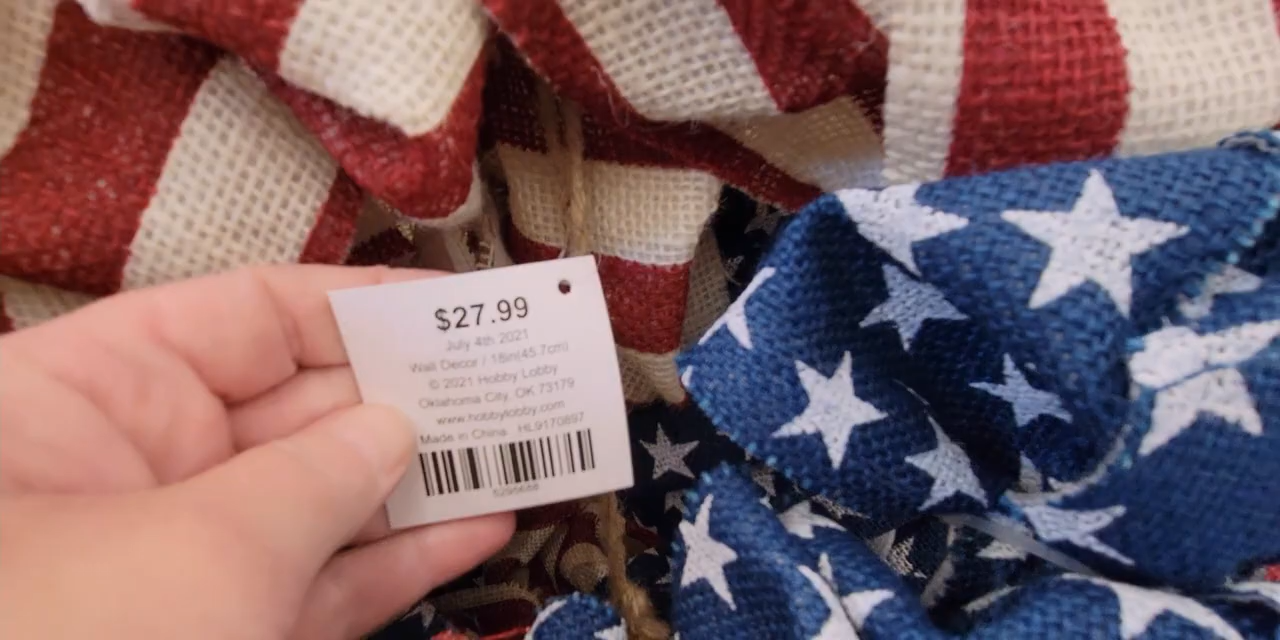 $27.99
July 4th 2021
Wall Decor / 18in(45.7cm)
© 2021 Hobby Lobby
Oklahoma City, OK 73179
www.hobbylobby.com
Made in China HL9170897